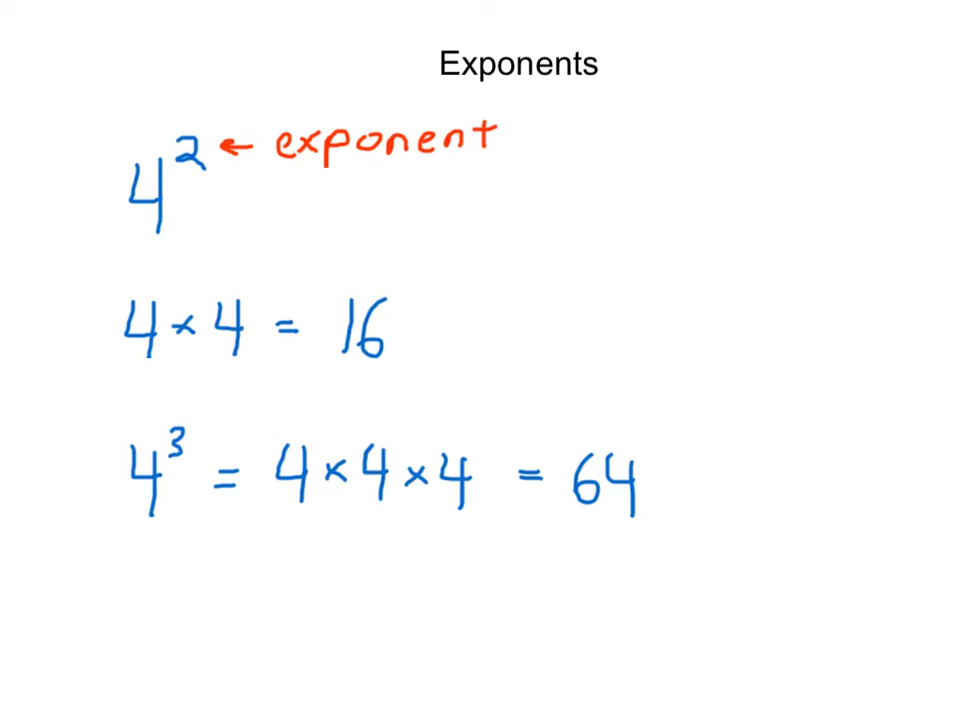 Exponents
4² ← exponent
4 × 4 = 16
4³ = 4 × 4 × 4 = 64